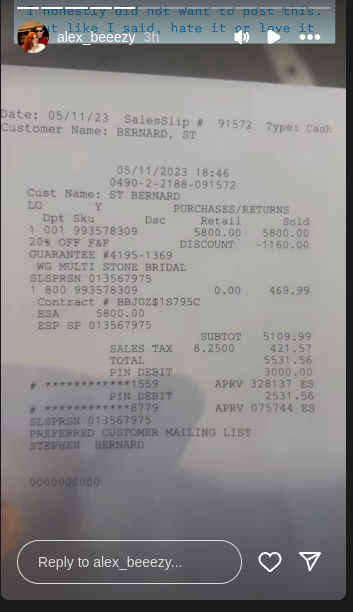 I honestly did not want to post this.
But like I said, hate it or love it
alex_beeezy 3h
Date: 05/11/23 SalesSlip # 91572 Type: Cash
Customer Name: BERNARD, ST
05/11/2023 18:46
0490-2-2188-091572
Cust Name: ST BERNARD
LO Y PURCHASES/RETURNS
Dpt Sku Dsc Retail Sold
1 001 993578309 5800.00 5800.00
20% OFF F&F DISCOUNT -1160.00
GUARANTEE #4195-1369
WG MULTI STONE BRIDAL
SLSPRSN 013567975
1 800 993578309 0.00 469.99
Contract # BBJGZ$1S795C
ESA 5800.00
ESP SP 013567975
SUBTOT 5109.99
SALES TAX 8.2500 421.57
TOTAL 5531.56
PIN DEBIT 3000.00
# ************1559 APRV 328137 ES
PIN DEBIT 2531.56
# ************8779 APRV 075744 ES
SLSPRSN 013567975
PREFERRED CUSTOMER MAILING LIST
STEPHEN BERNARD
0000000000
Reply to alex_beeezy...